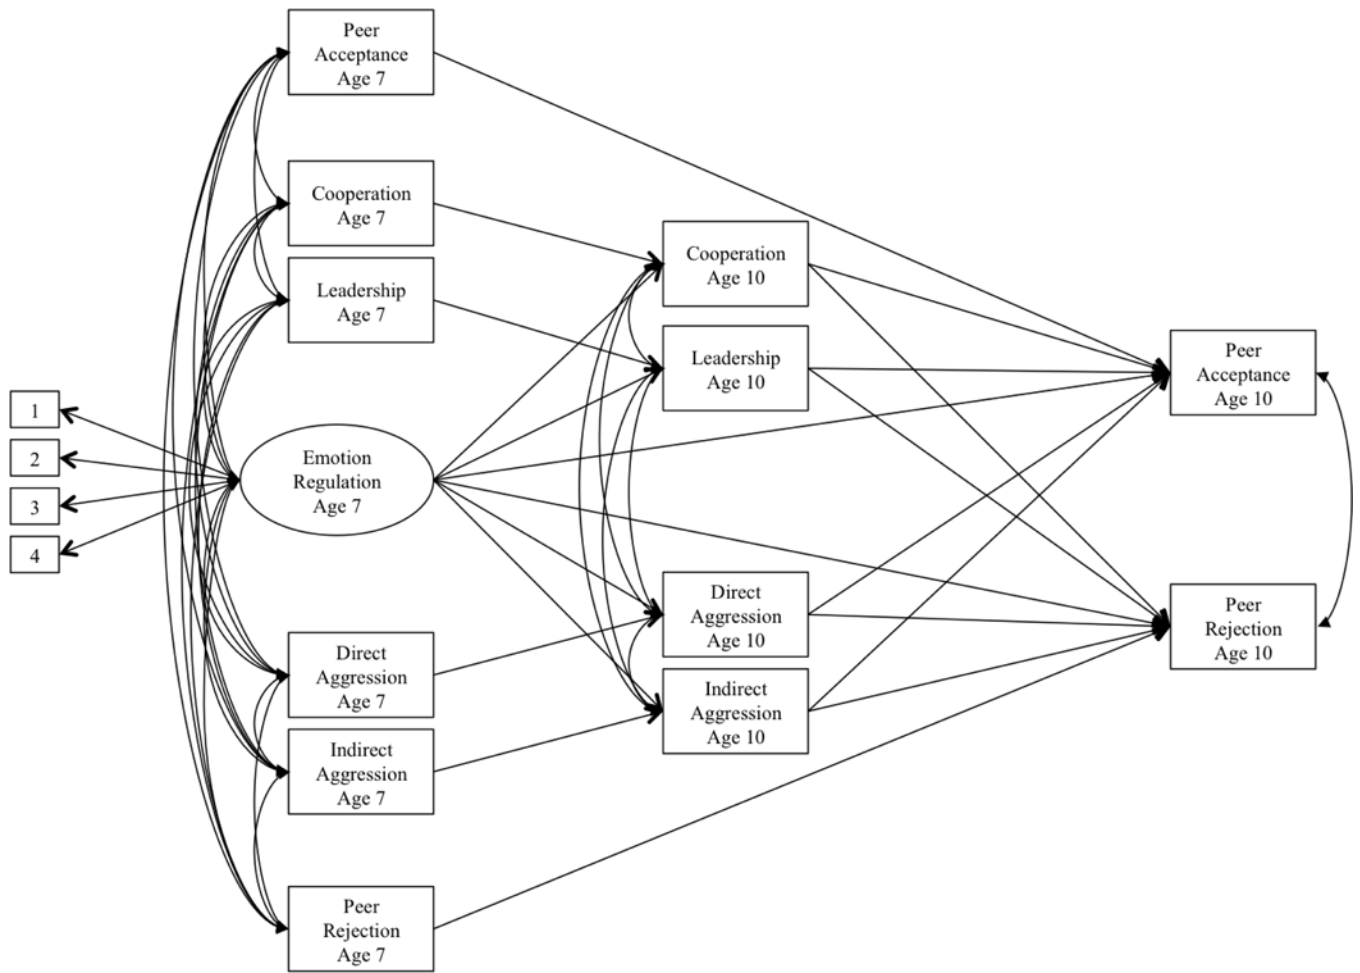 Peer
Acceptance
Age 7
Cooperation
Age 7
Leadership
Age 7
1
2
3
4
Emotion
Regulation
Age 7
Direct
Aggression
Age 7
Indirect
Aggression
Age 7
Peer
Rejection
Age 7
Cooperation
Age 10
Leadership
Age 10
Direct
Aggression
Age 10
Indirect
Aggression
Age 10
Peer
Acceptance
Age 10
Peer
Rejection
Age 10